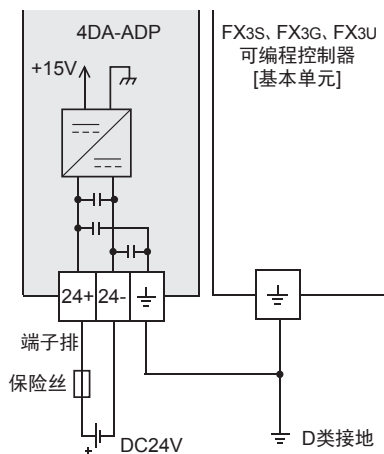 4DA-ADP
FX3S、FX3G、FX3U
可编程控制器
[基本单元]
+15V
24+
24-
端子排
保险丝
+
DC24V
D类接地